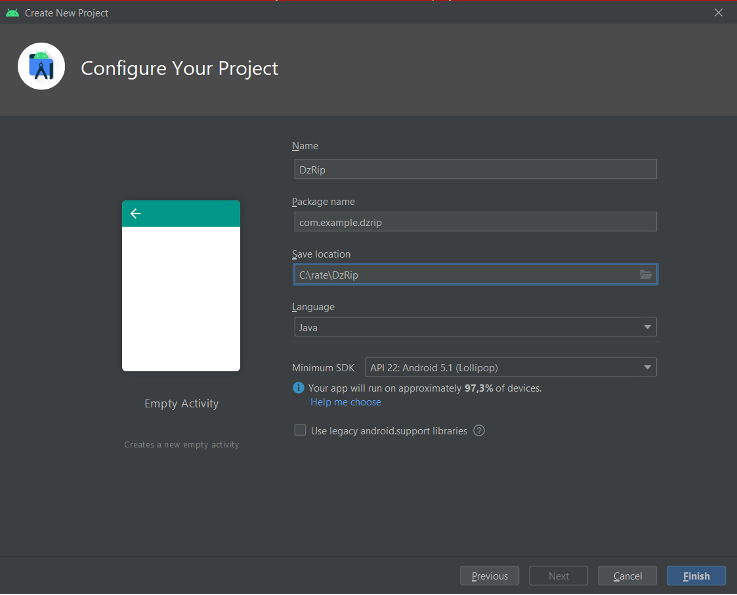 Create New Project
Configure Your Project
Name
DzRip
Package name
com.example.dzrip
Save location
C:\rate\DzRip
Language
Java
Minimum SDK
API 22: Android 5.1 (Lollipop)
Your app will run on approximately 97,3% of devices.
Help me choose
Use legacy android.support libraries
Empty Activity
Creates a new empty activity
Previous
Next
Cancel
Finish